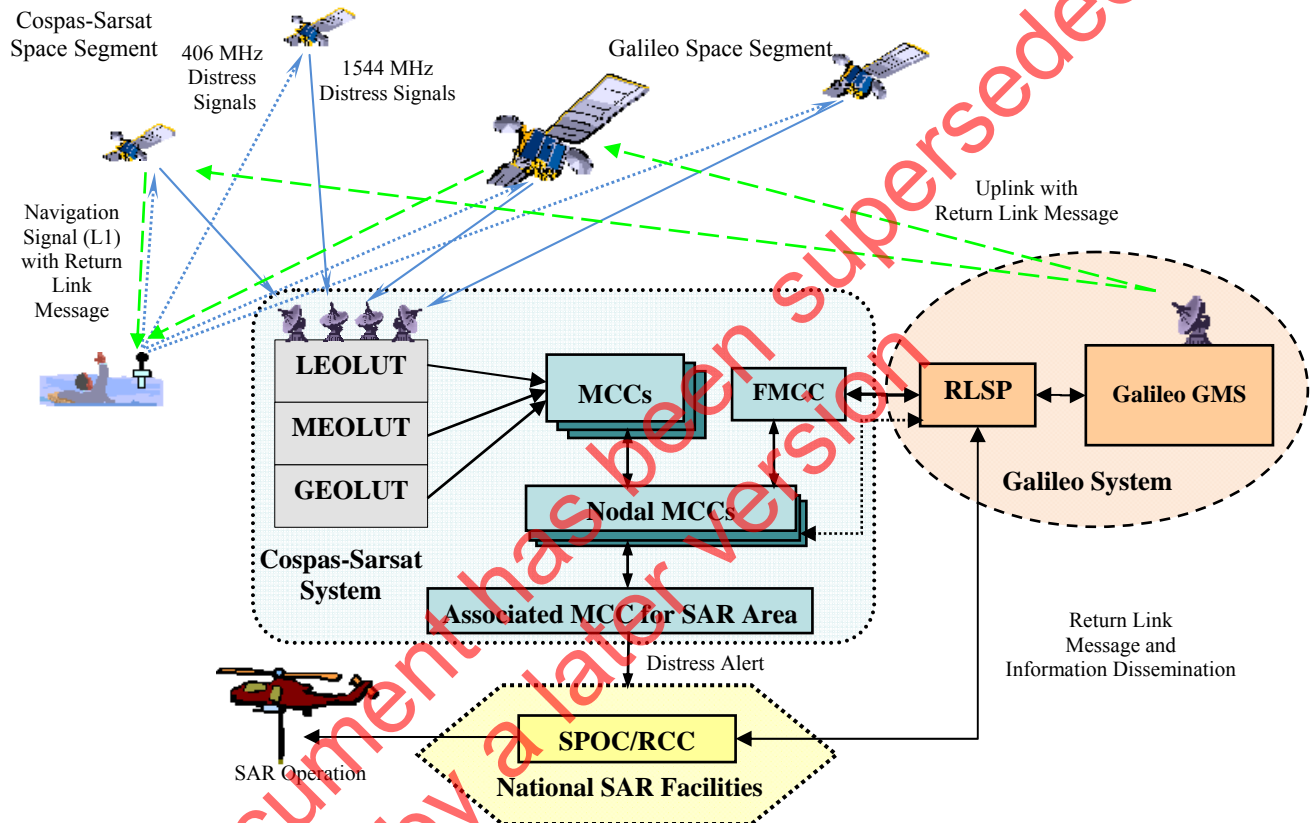 Cospas-Sarsat
Space Segment
406 MHz
Distress
Signals
1544 MHz
Distress Signals
Galileo Space Segment
Uplink with
Return Link Message
Navigation
Signal (L1)
with Return
Link
Message
LEOLUT
MEOLUT
GEOLUT
MCCs
FMCC
RLSP
Galileo GMS
Galileo System
Nodal MCCs
Cospas-Sarsat
System
Associated MCC for SAR Area
Distress Alert
Return Link
Message and
Information Dissemination
SAR Operation
SPOC/RCC
National SAR Facilities
ument has been superseded
by a later version